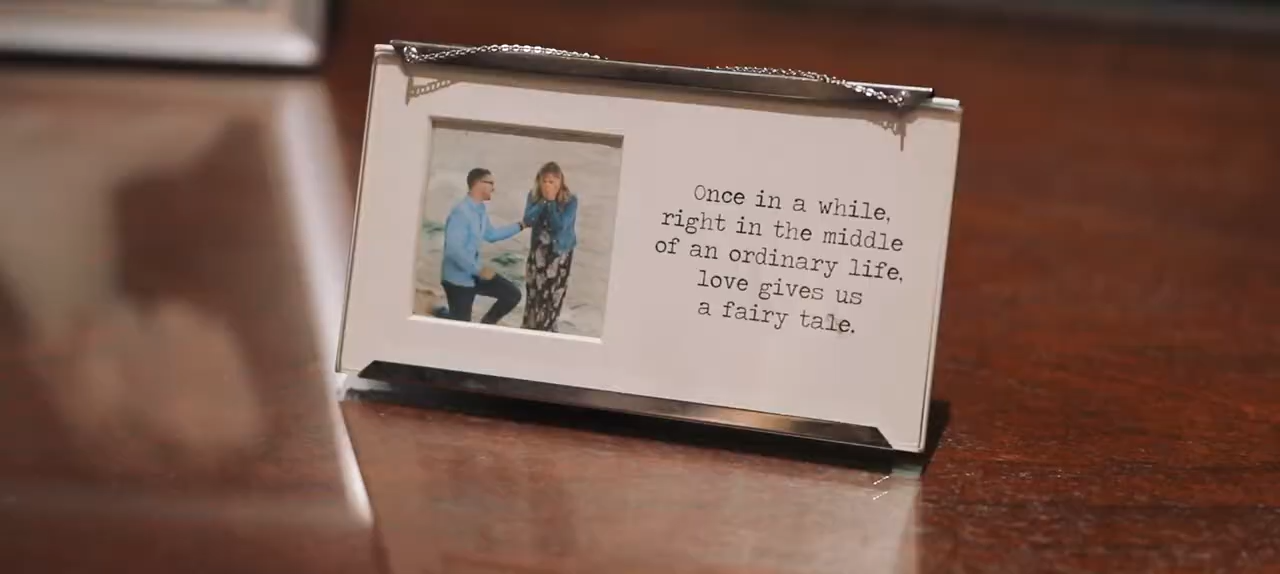 Once in a while,
right in the middle
of an ordinary life,
love gives us
a fairy tale.